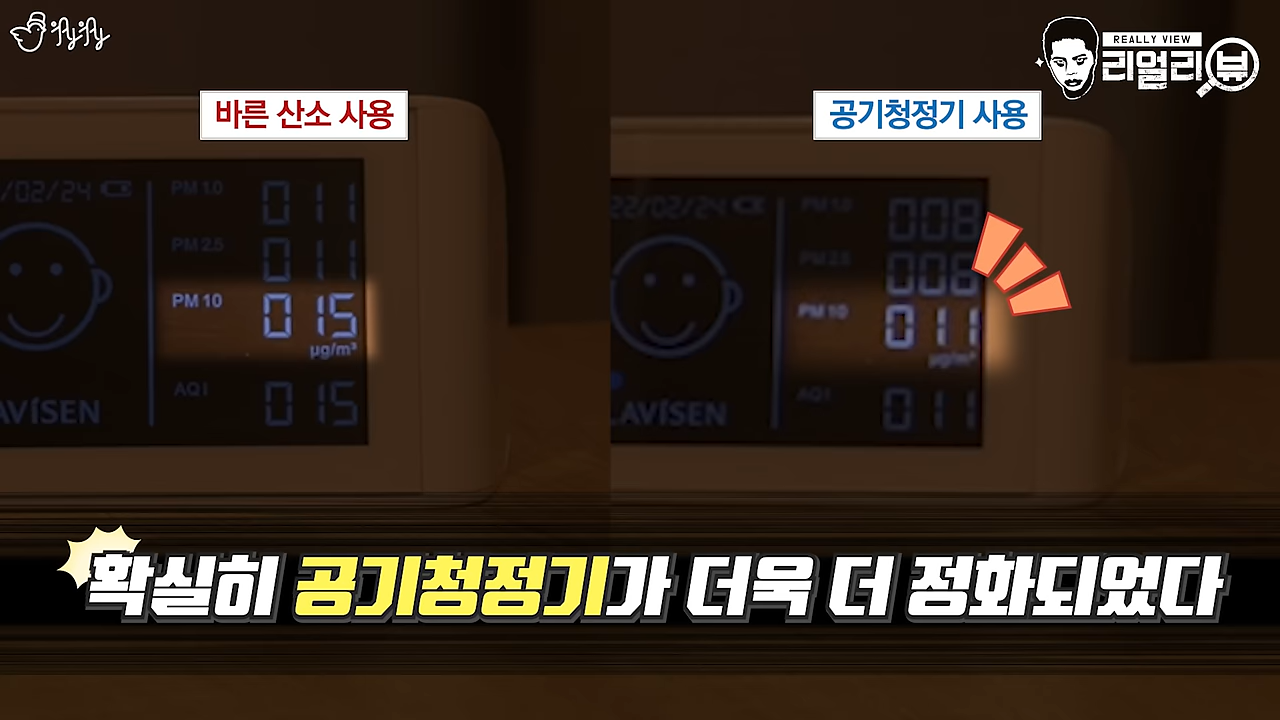 REALLY VIEW
리얼리뷰
바른 산소 사용
공기청정기 사용
/02/24
PM 1.0 011
PM 2.5 011
PM 10 015
µg/m³
AQI 015
AVÍSEN
22/02/24
PM 1.0 008
PM 2.5 008
PM 10 011
µg/m³
AQI 011
LAVÍSEN
확실히 공기청정기가 더욱 더 정화되었다